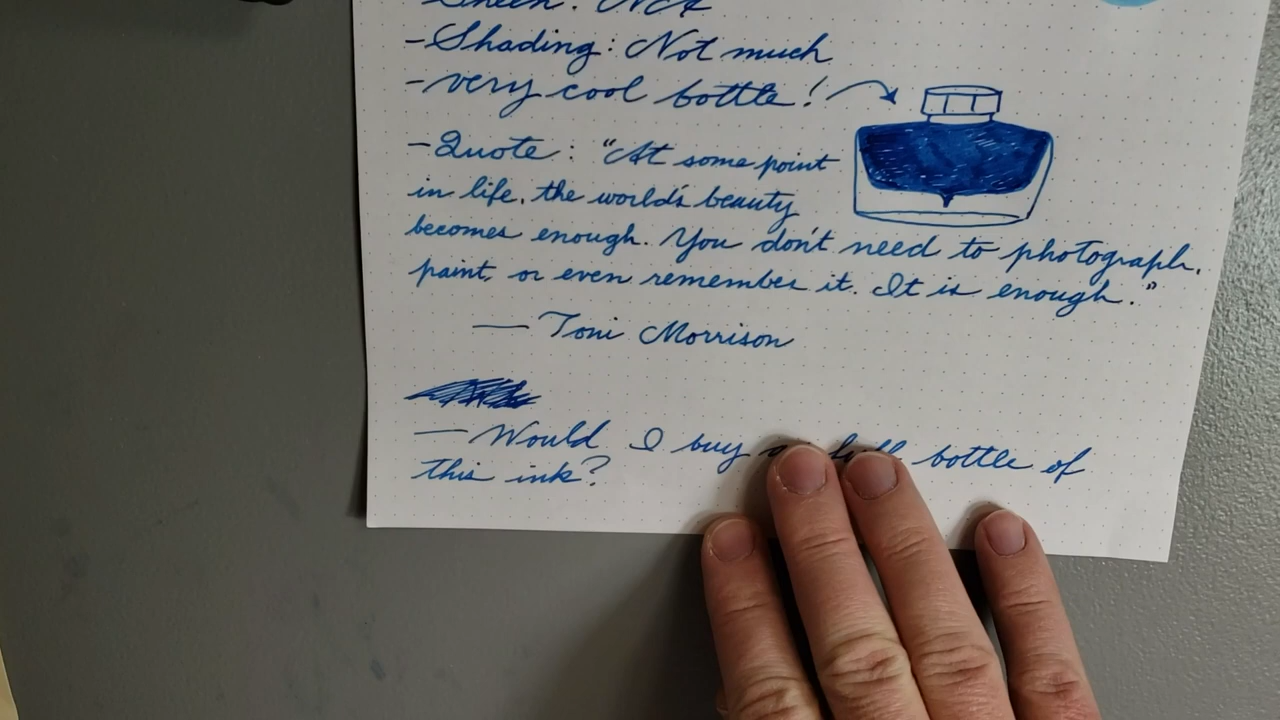 - Sheen:
- Shading: Not much
- very cool bottle!
- Quote: "At some point
in life, the world's beauty
becomes enough. You don't need to photograph,
paint, or even remember it. It is enough."
— Toni Morrison
— Would I buy a full bottle of
this ink?